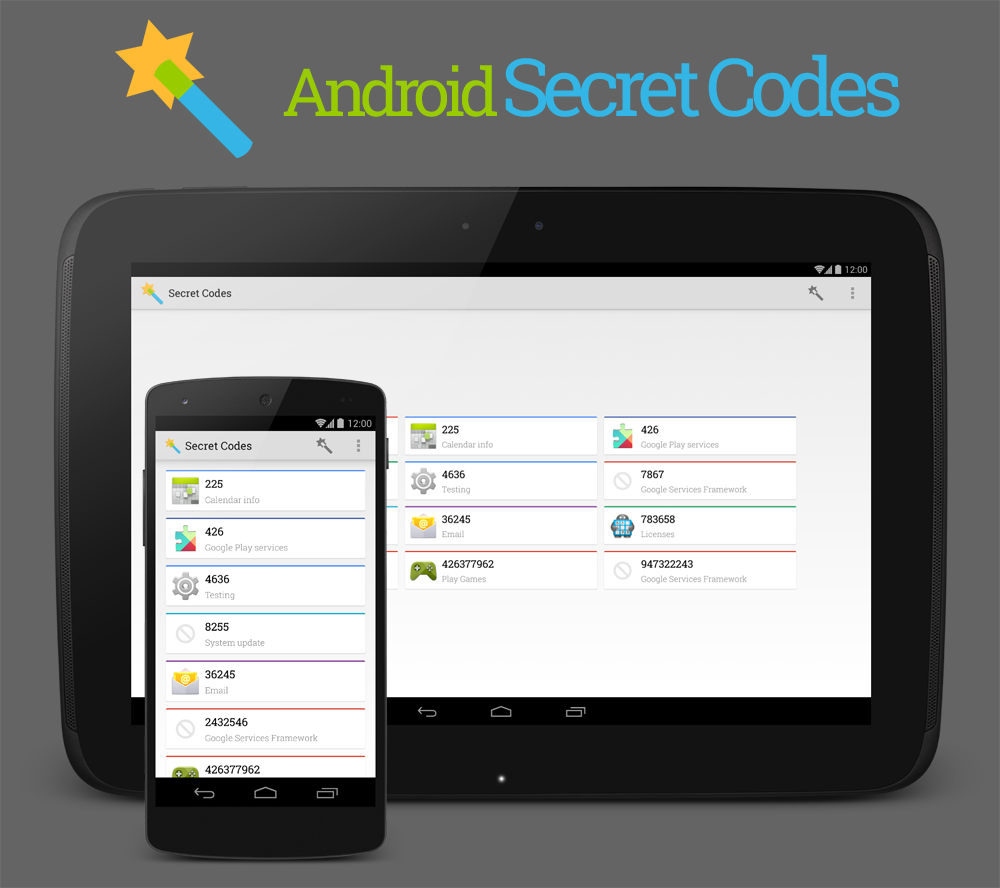 Android Secret Codes
12:00
Secret Codes
225
Calendar info
426
Google Play services
4636
Testing
7867
Google Services Framework
36245
Email
783658
Licenses
426377962
Play Games
947322243
Google Services Framework
12:00
Secret Codes
225
Calendar info
426
Google Play services
4636
Testing
8255
System update
36245
Email
2432546
Google Services Framework
426377962